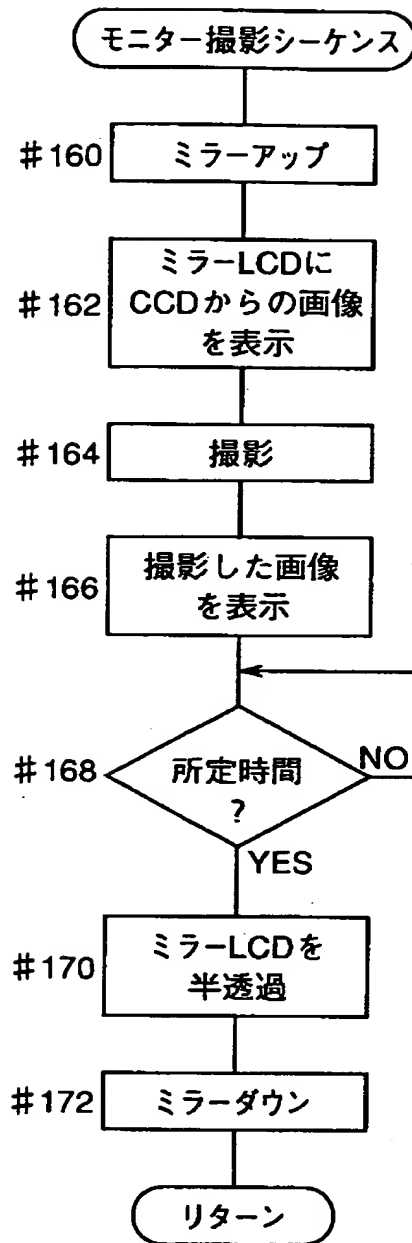 モニター撮影シーケンス
#160
ミラーアップ
#162
ミラーLCDに
CCDからの画像
を表示
#164
撮影
#166
撮影した画像
を表示
#168
所定時間
?
NO
YES
#170
ミラーLCDを
半透過
#172
ミラーダウン
リターン